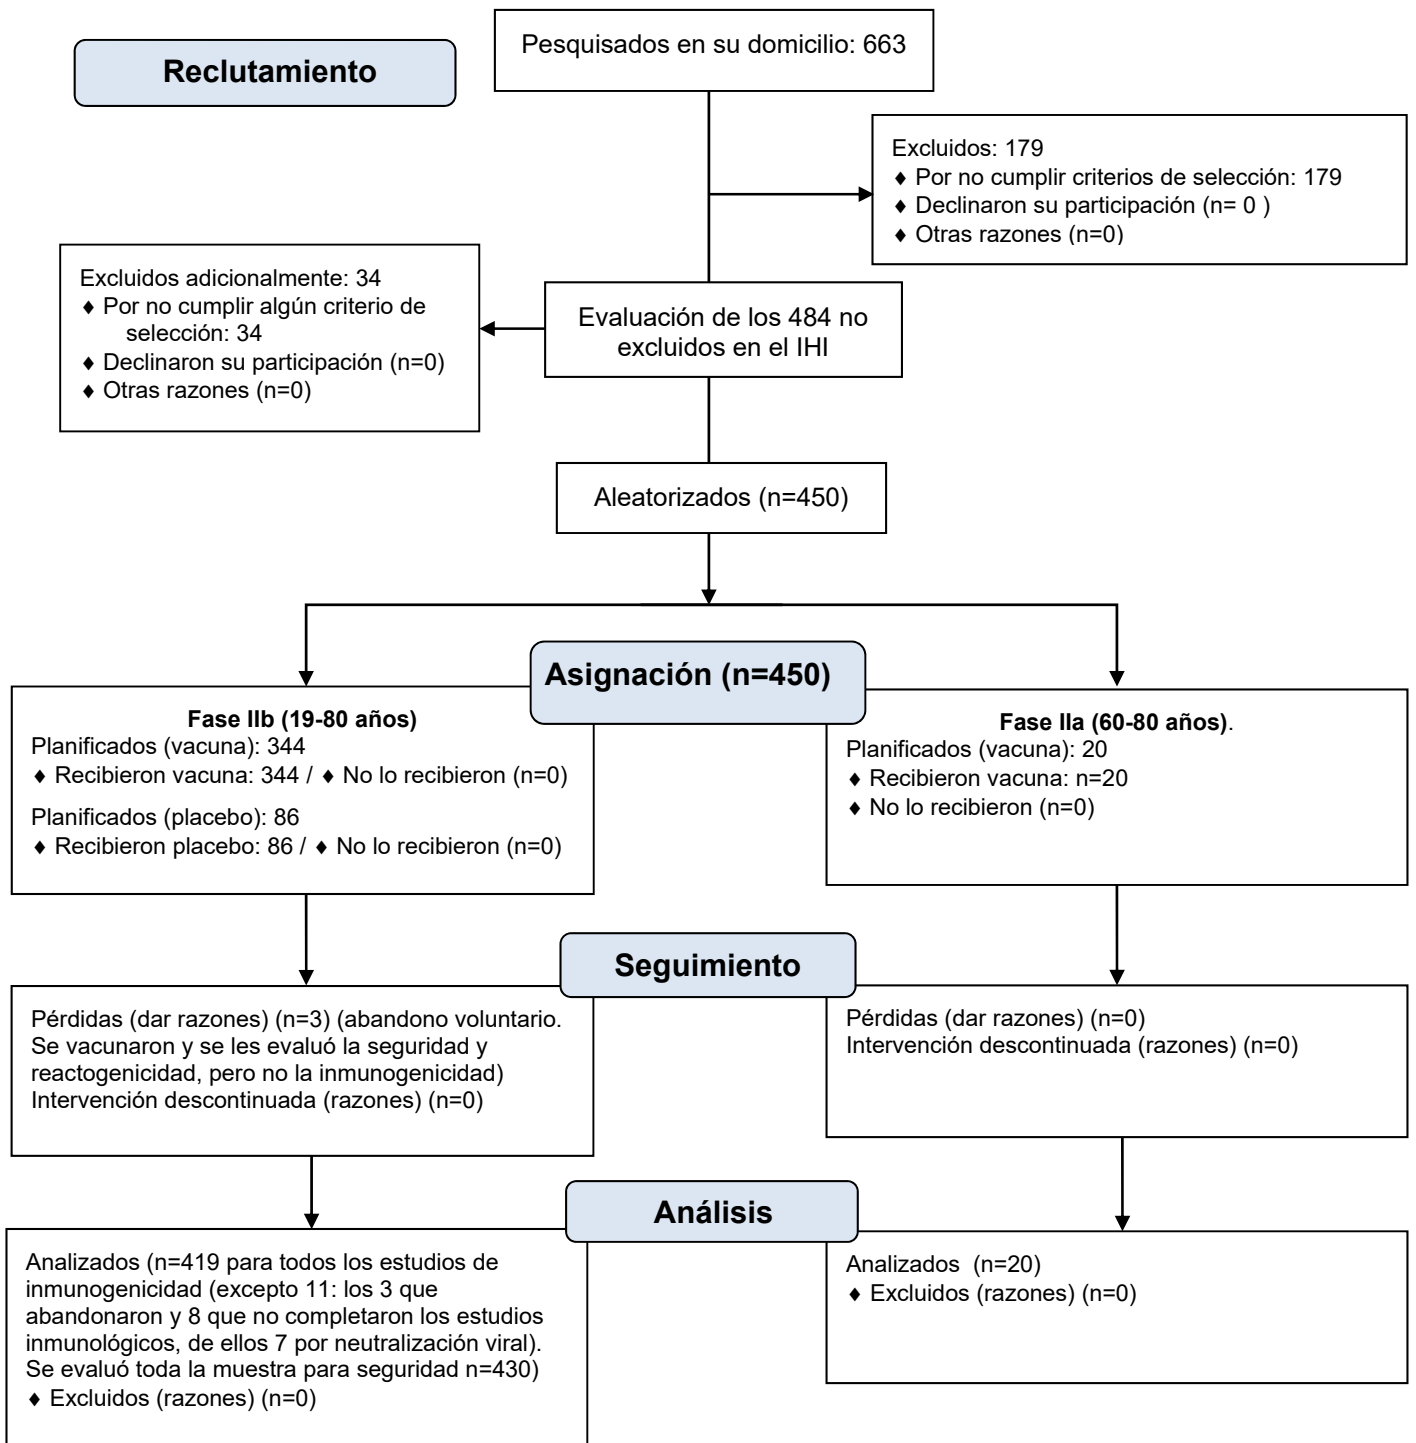 Pesquisados en su domicilio: 663
Reclutamiento
Excluidos: 179
♦ Por no cumplir criterios de selección: 179
♦ Declinaron su participación (n= 0 )
♦ Otras razones (n=0)
Excluidos adicionalmente: 34
♦ Por no cumplir algún criterio de
selección: 34
♦ Declinaron su participación (n=0)
♦ Otras razones (n=0)
Evaluación de los 484 no
excluidos en el IHI
Aleatorizados (n=450)
Asignación (n=450)
Fase IIb (19-80 años)
Planificados (vacuna): 344
♦ Recibieron vacuna: 344 / ♦ No lo recibieron (n=0)
Planificados (placebo): 86
♦ Recibieron placebo: 86 / ♦ No lo recibieron (n=0)
Fase IIa (60-80 años).
Planificados (vacuna): 20
♦ Recibieron vacuna: n=20
♦ No lo recibieron (n=0)
Seguimiento
Pérdidas (dar razones) (n=3) (abandono voluntario.
Se vacunaron y se les evaluó la seguridad y
reactogenicidad, pero no la inmunogenicidad)
Intervención descontinuada (razones) (n=0)
Pérdidas (dar razones) (n=0)
Intervención descontinuada (razones) (n=0)
Análisis
Analizados (n=419 para todos los estudios de
inmunogenicidad (excepto 11: los 3 que
abandonaron y 8 que no completaron los estudios
inmunológicos, de ellos 7 por neutralización viral).
Se evaluó toda la muestra para seguridad n=430)
♦ Excluidos (razones) (n=0)
Analizados  (n=20)
♦ Excluidos (razones) (n=0)